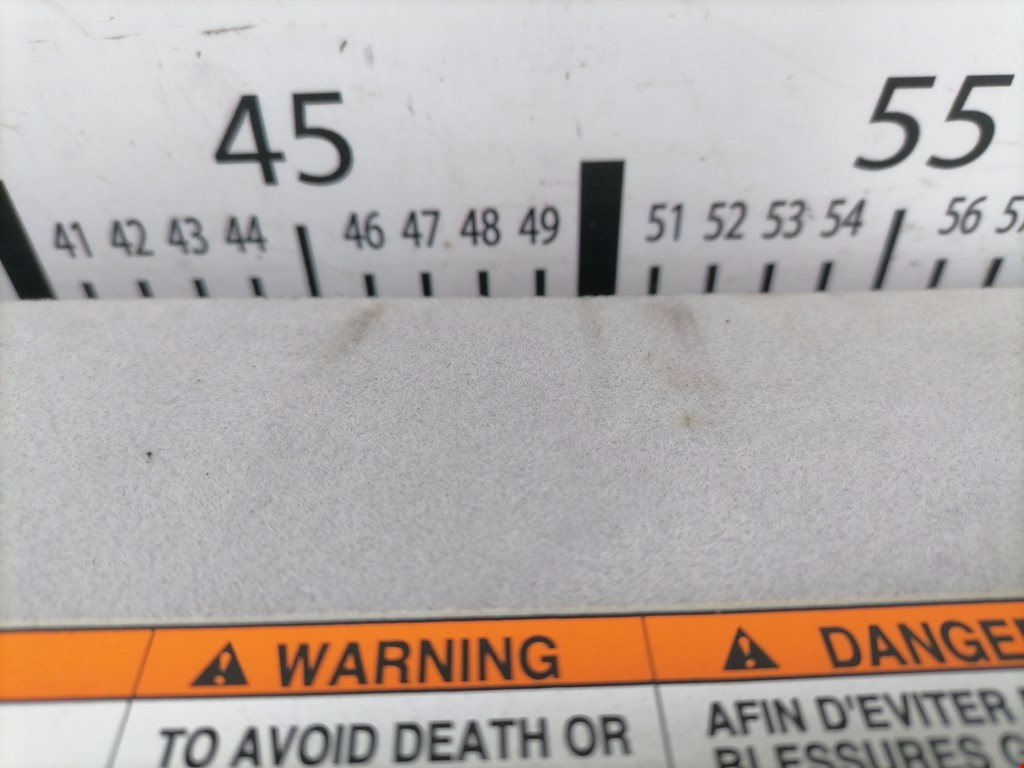 45 55
41 42 43 44 46 47 48 49 51 52 53 54 56
WARNING
TO AVOID DEATH OR
AFIN D'EVITER
BLESSURES